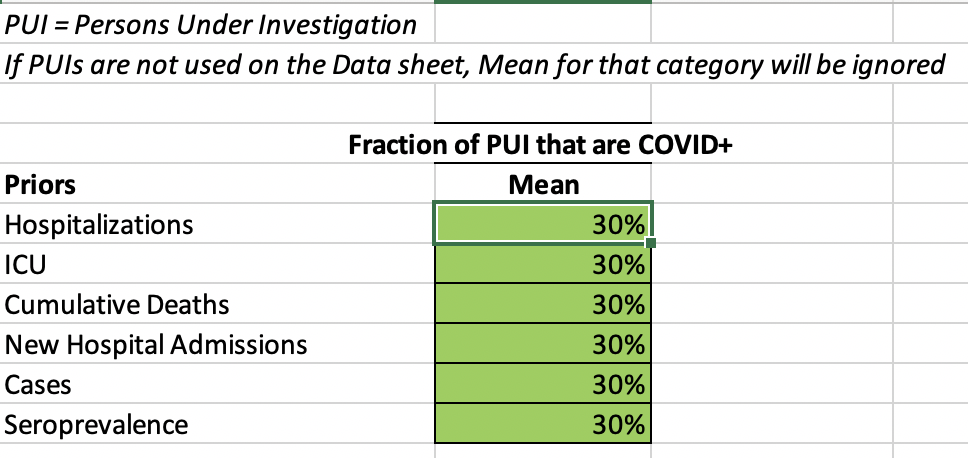 PUI = Persons Under Investigation
If PUIs are not used on the Data sheet, Mean for that category will be ignored
Fraction of PUI that are COVID+
Priors Mean
Hospitalizations 30%
ICU 30%
Cumulative Deaths 30%
New Hospital Admissions 30%
Cases 30%
Seroprevalence 30%